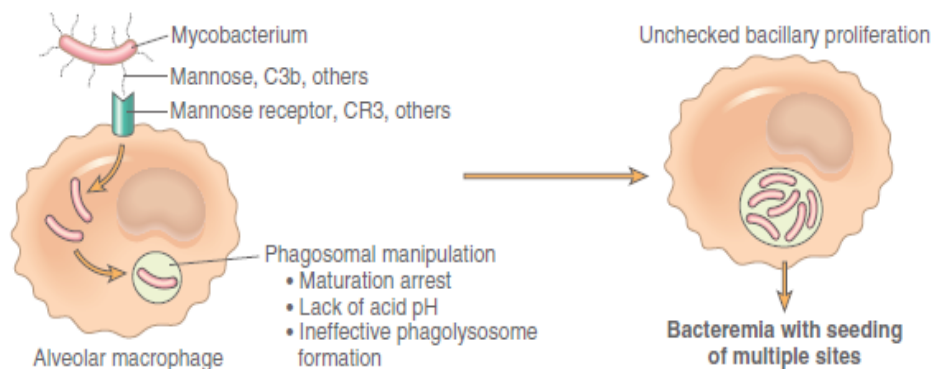 Mycobacterium
Mannose, C3b, others
Mannose receptor, CR3, others
Phagosomal manipulation
• Maturation arrest
• Lack of acid pH
• Ineffective phagolysosome
formation
Alveolar macrophage
Unchecked bacillary proliferation
Bacteremia with seeding
of multiple sites